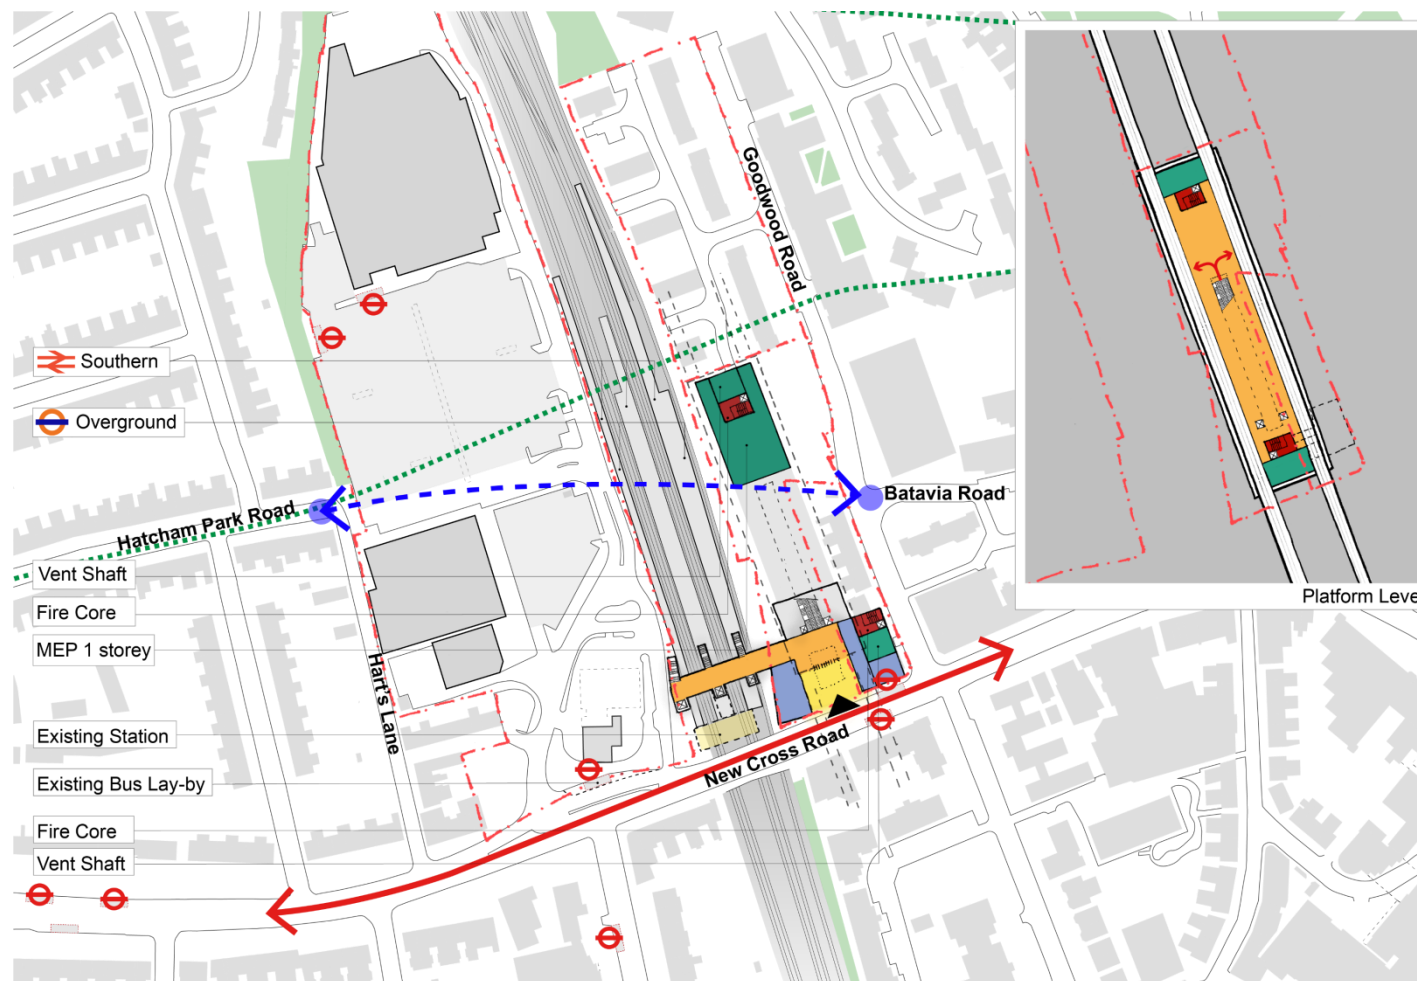 Goodwood Road
Southern
Overground
Batavia Road
Hatcham Park Road
Vent Shaft
Fire Core
MEP 1 storey
Platform Leve
Hart's Lane
Existing Station
New Cross Road
Existing Bus Lay-by
Fire Core
Vent Shaft